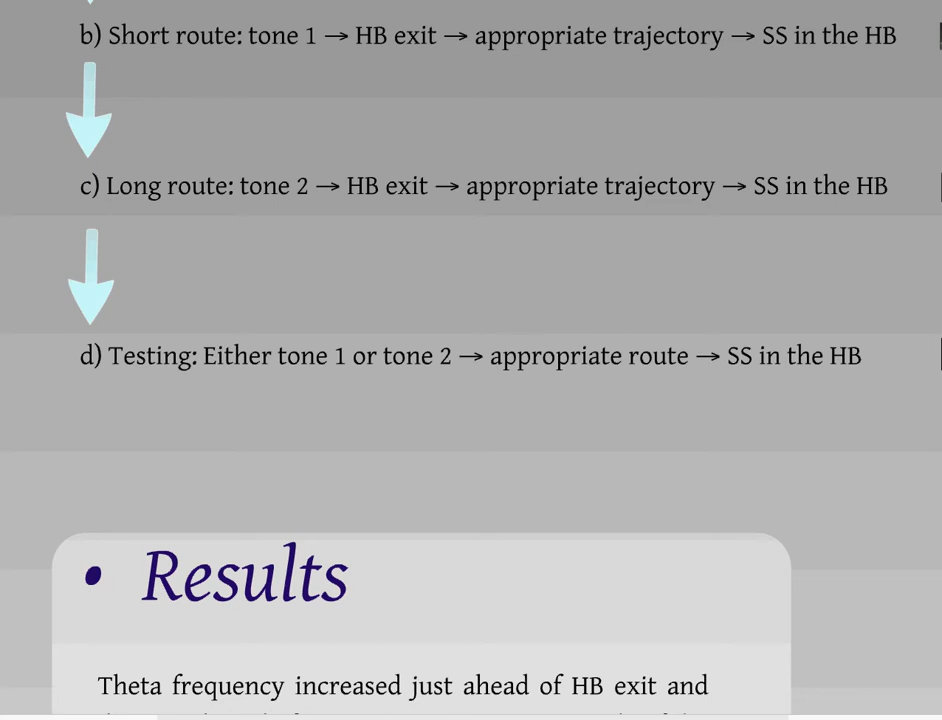 b) Short route: tone 1 → HB exit → appropriate trajectory → SS in the HB
c) Long route: tone 2 → HB exit → appropriate trajectory → SS in the HB
d) Testing: Either tone 1 or tone 2 → appropriate route → SS in the HB
• Results
Theta frequency increased just ahead of HB exit and